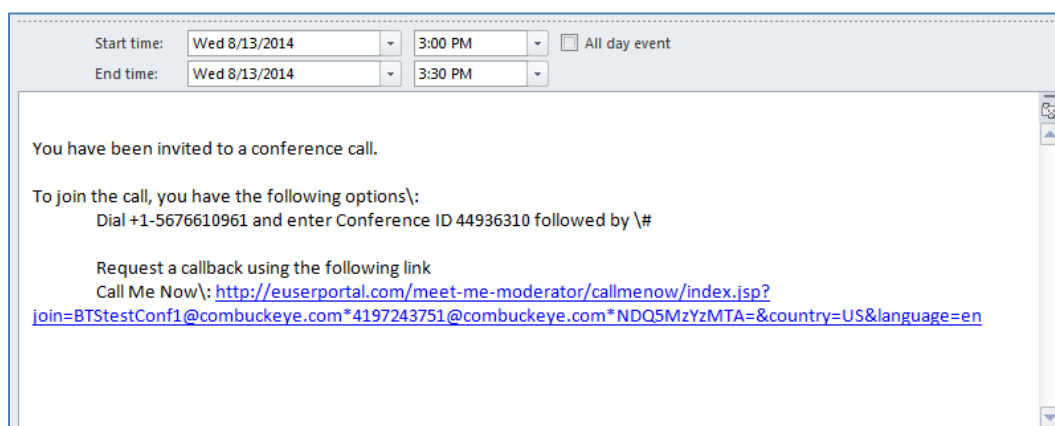 Start time: Wed 8/13/2014 3:00 PM All day event
End time: Wed 8/13/2014 3:30 PM
You have been invited to a conference call.
To join the call, you have the following options\:
Dial +1-5676610961 and enter Conference ID 44936310 followed by \#
Request a callback using the following link
Call Me Now\: http://euserportal.com/meet-me-moderator/callmenow/index.jsp?
join=BTStestConf1@combuckeye.com*4197243751@combuckeye.com*NDQ5MzYzMTA=&country=US&language=en